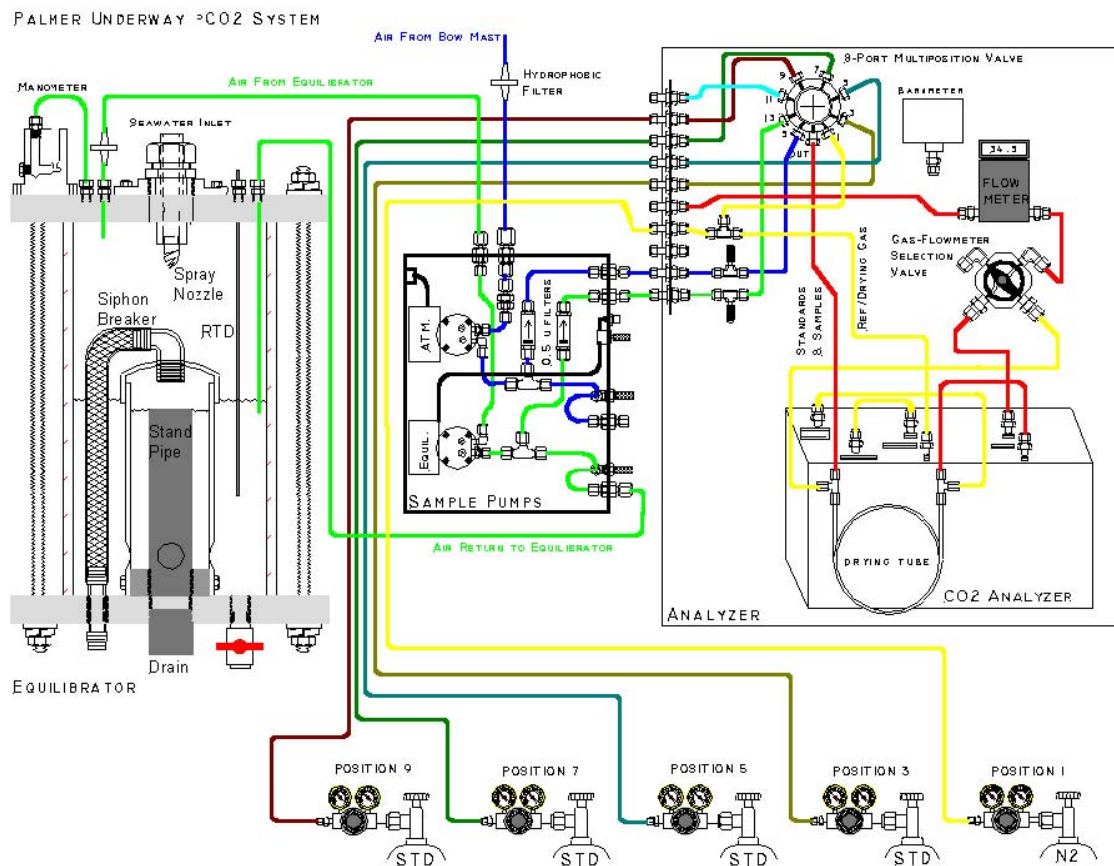 PALMER UNDERWAY PCO2 SYSTEM
AIR FROM BOW MAST
AIR FROM EQUILIBRATOR
HYDROPHOBIC
FILTER
MANOMETER
SEAWATER INLET
8-PORT MULTIPOSITION VALVE
BAROMETER
9
7
5
11
3
13
1
OUT
34.5
FLOW
METER
GAS-FLOWMETER
SELECTION
VALVE
Spray
Nozzle
Siphon
Breaker
RTD
ATM.
0.5 U FILTERS
STANDARDS
& SAMPLES
REF/DRYING GAS
Stand
Pipe
EQUIL.
SAMPLE PUMPS
AIR RETURN TO EQUILIBRATOR
DRYING TUBE
CO2 ANALYZER
ANALYZER
Drain
EQUILIBRATOR
POSITION 9
POSITION 7
POSITION 5
POSITION 3
POSITION 1
STD
STD
STD
STD
N2